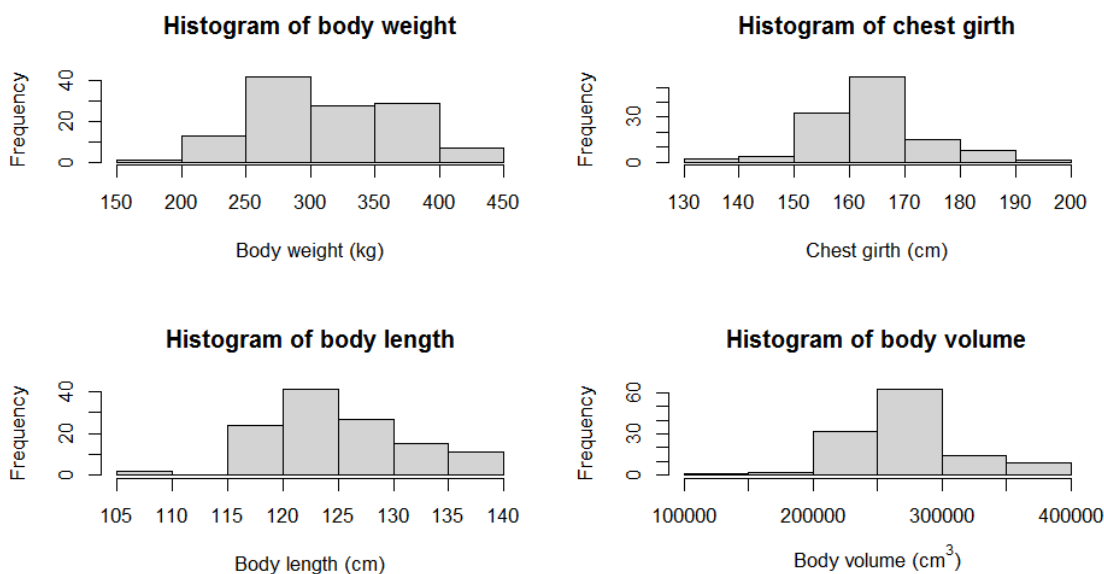 Histogram of body weight
Frequency
0 20 40
150 200 250 300 350 400 450
Body weight (kg)
Histogram of chest girth
Frequency
0 30
130 140 150 160 170 180 190 200
Chest girth (cm)
Histogram of body length
Frequency
0 20 40
105 110 115 120 125 130 135 140
Body length (cm)
Histogram of body volume
Frequency
0 30 60
100000 200000 300000 400000
Body volume (cm³)